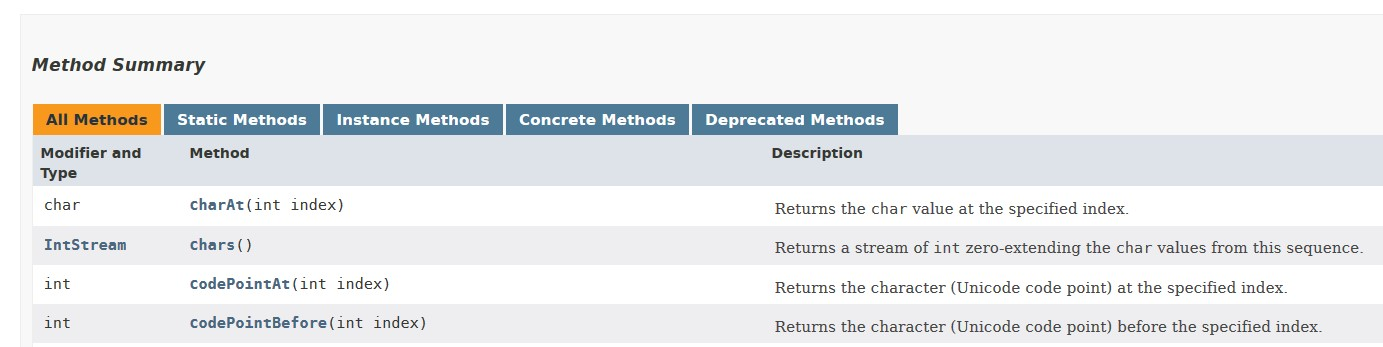 Method Summary
All Methods Static Methods Instance Methods Concrete Methods Deprecated Methods
Modifier and Type Method Description
char charAt(int index) Returns the char value at the specified index.
IntStream chars() Returns a stream of int zero-extending the char values from this sequence.
int codePointAt(int index) Returns the character (Unicode code point) at the specified index.
int codePointBefore(int index) Returns the character (Unicode code point) before the specified index.